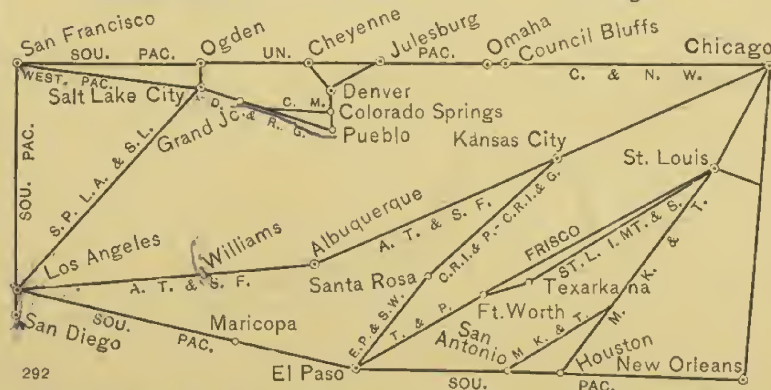 San Francisco Ogden Cheyenne Julesburg Omaha Council Bluffs Chicago
SOU. PAC. UN. PAC. C. & N. W.
WEST. PAC.
Salt Lake City Denver
D. C. M. Colorado Springs
Grand Jc. & R. G. Pueblo
Kansas City
St. Louis
SOU. PAC.
S.P. L.A. & S.L.
Albuquerque A. T. & S. F.
C.R.I. & P.-C.R.I. & G.
FRISCO
ST. L. I. MT. & S.
M. K. & T.
Los Angeles Williams
A. T. & S. F.
Santa Rosa
Texarkana
San Diego
SOU. PAC.
Maricopa
E.P. & S.W.
T. & P.
Ft. Worth
San Antonio
M K. & T.
Houston
New Orleans
El Paso
SOU. PAC.
292